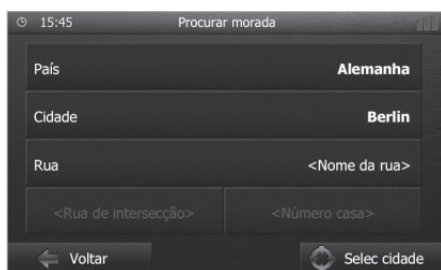 15:45 Procurar morada
País Alemanha
Cidade Berlin
Rua <Nome da rua>
<Rua de intersecção> <Número casa>
Voltar Selec cidade